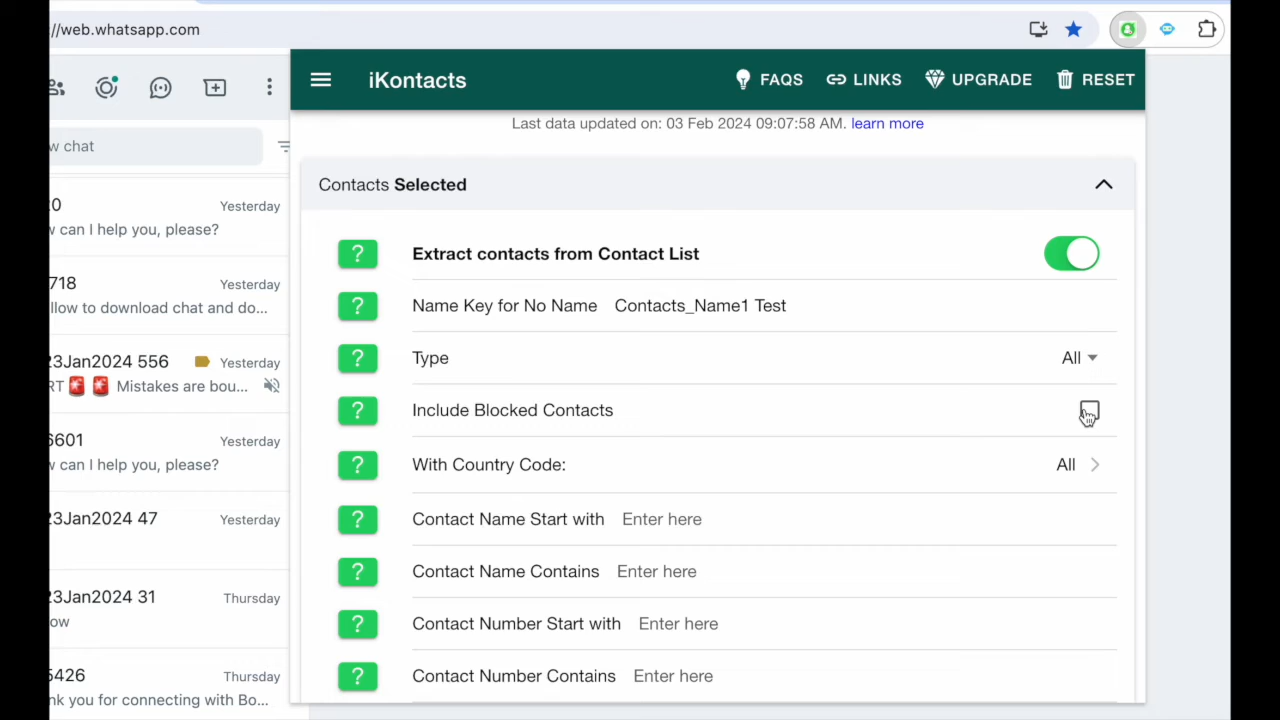 //web.whatsapp.com
iKontacts
FAQS
LINKS
UPGRADE
RESET
Last data updated on: 03 Feb 2024 09:07:58 AM. learn more
w chat
0
Yesterday
v can I help you, please?
718
Yesterday
llow to download chat and do...
23Jan2024 556
Yesterday
RT 🚨 🚨 Mistakes are bou...
6601
Yesterday
v can I help you, please?
23Jan2024 47
Yesterday
23Jan2024 31
Thursday
ow
5426
Thursday
nk you for connecting with Bo...
Contacts Selected
? Extract contacts from Contact List
? Name Key for No Name Contacts_Name1 Test
? Type All
? Include Blocked Contacts
? With Country Code: All
? Contact Name Start with Enter here
? Contact Name Contains Enter here
? Contact Number Start with Enter here
? Contact Number Contains Enter here